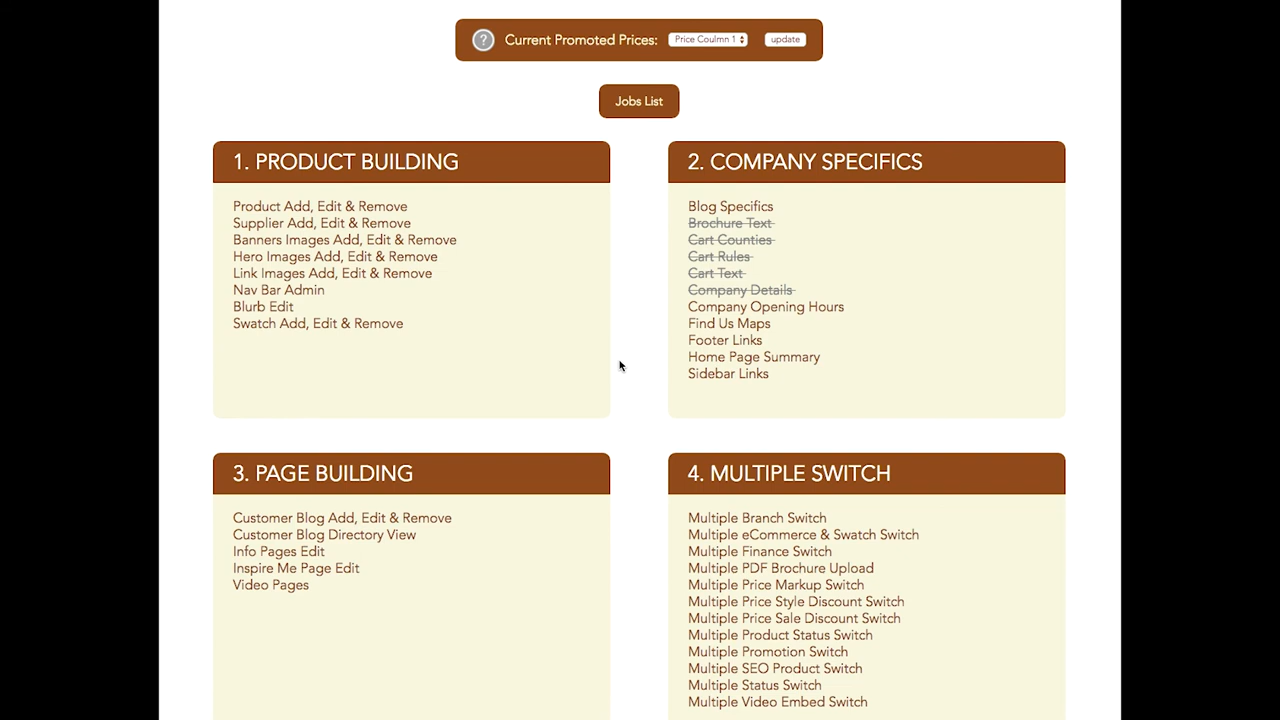 ?
Current Promoted Prices: Price Coulmn 1 update
Jobs List
1. PRODUCT BUILDING
Product Add, Edit & Remove
Supplier Add, Edit & Remove
Banners Images Add, Edit & Remove
Hero Images Add, Edit & Remove
Link Images Add, Edit & Remove
Nav Bar Admin
Blurb Edit
Swatch Add, Edit & Remove
2. COMPANY SPECIFICS
Blog Specifics
Brochure Text
Cart Counties
Cart Rules
Cart Text
Company Details
Company Opening Hours
Find Us Maps
Footer Links
Home Page Summary
Sidebar Links
3. PAGE BUILDING
Customer Blog Add, Edit & Remove
Customer Blog Directory View
Info Pages Edit
Inspire Me Page Edit
Video Pages
4. MULTIPLE SWITCH
Multiple Branch Switch
Multiple eCommerce & Swatch Switch
Multiple Finance Switch
Multiple PDF Brochure Upload
Multiple Price Markup Switch
Multiple Price Style Discount Switch
Multiple Price Sale Discount Switch
Multiple Product Status Switch
Multiple Promotion Switch
Multiple SEO Product Switch
Multiple Status Switch
Multiple Video Embed Switch